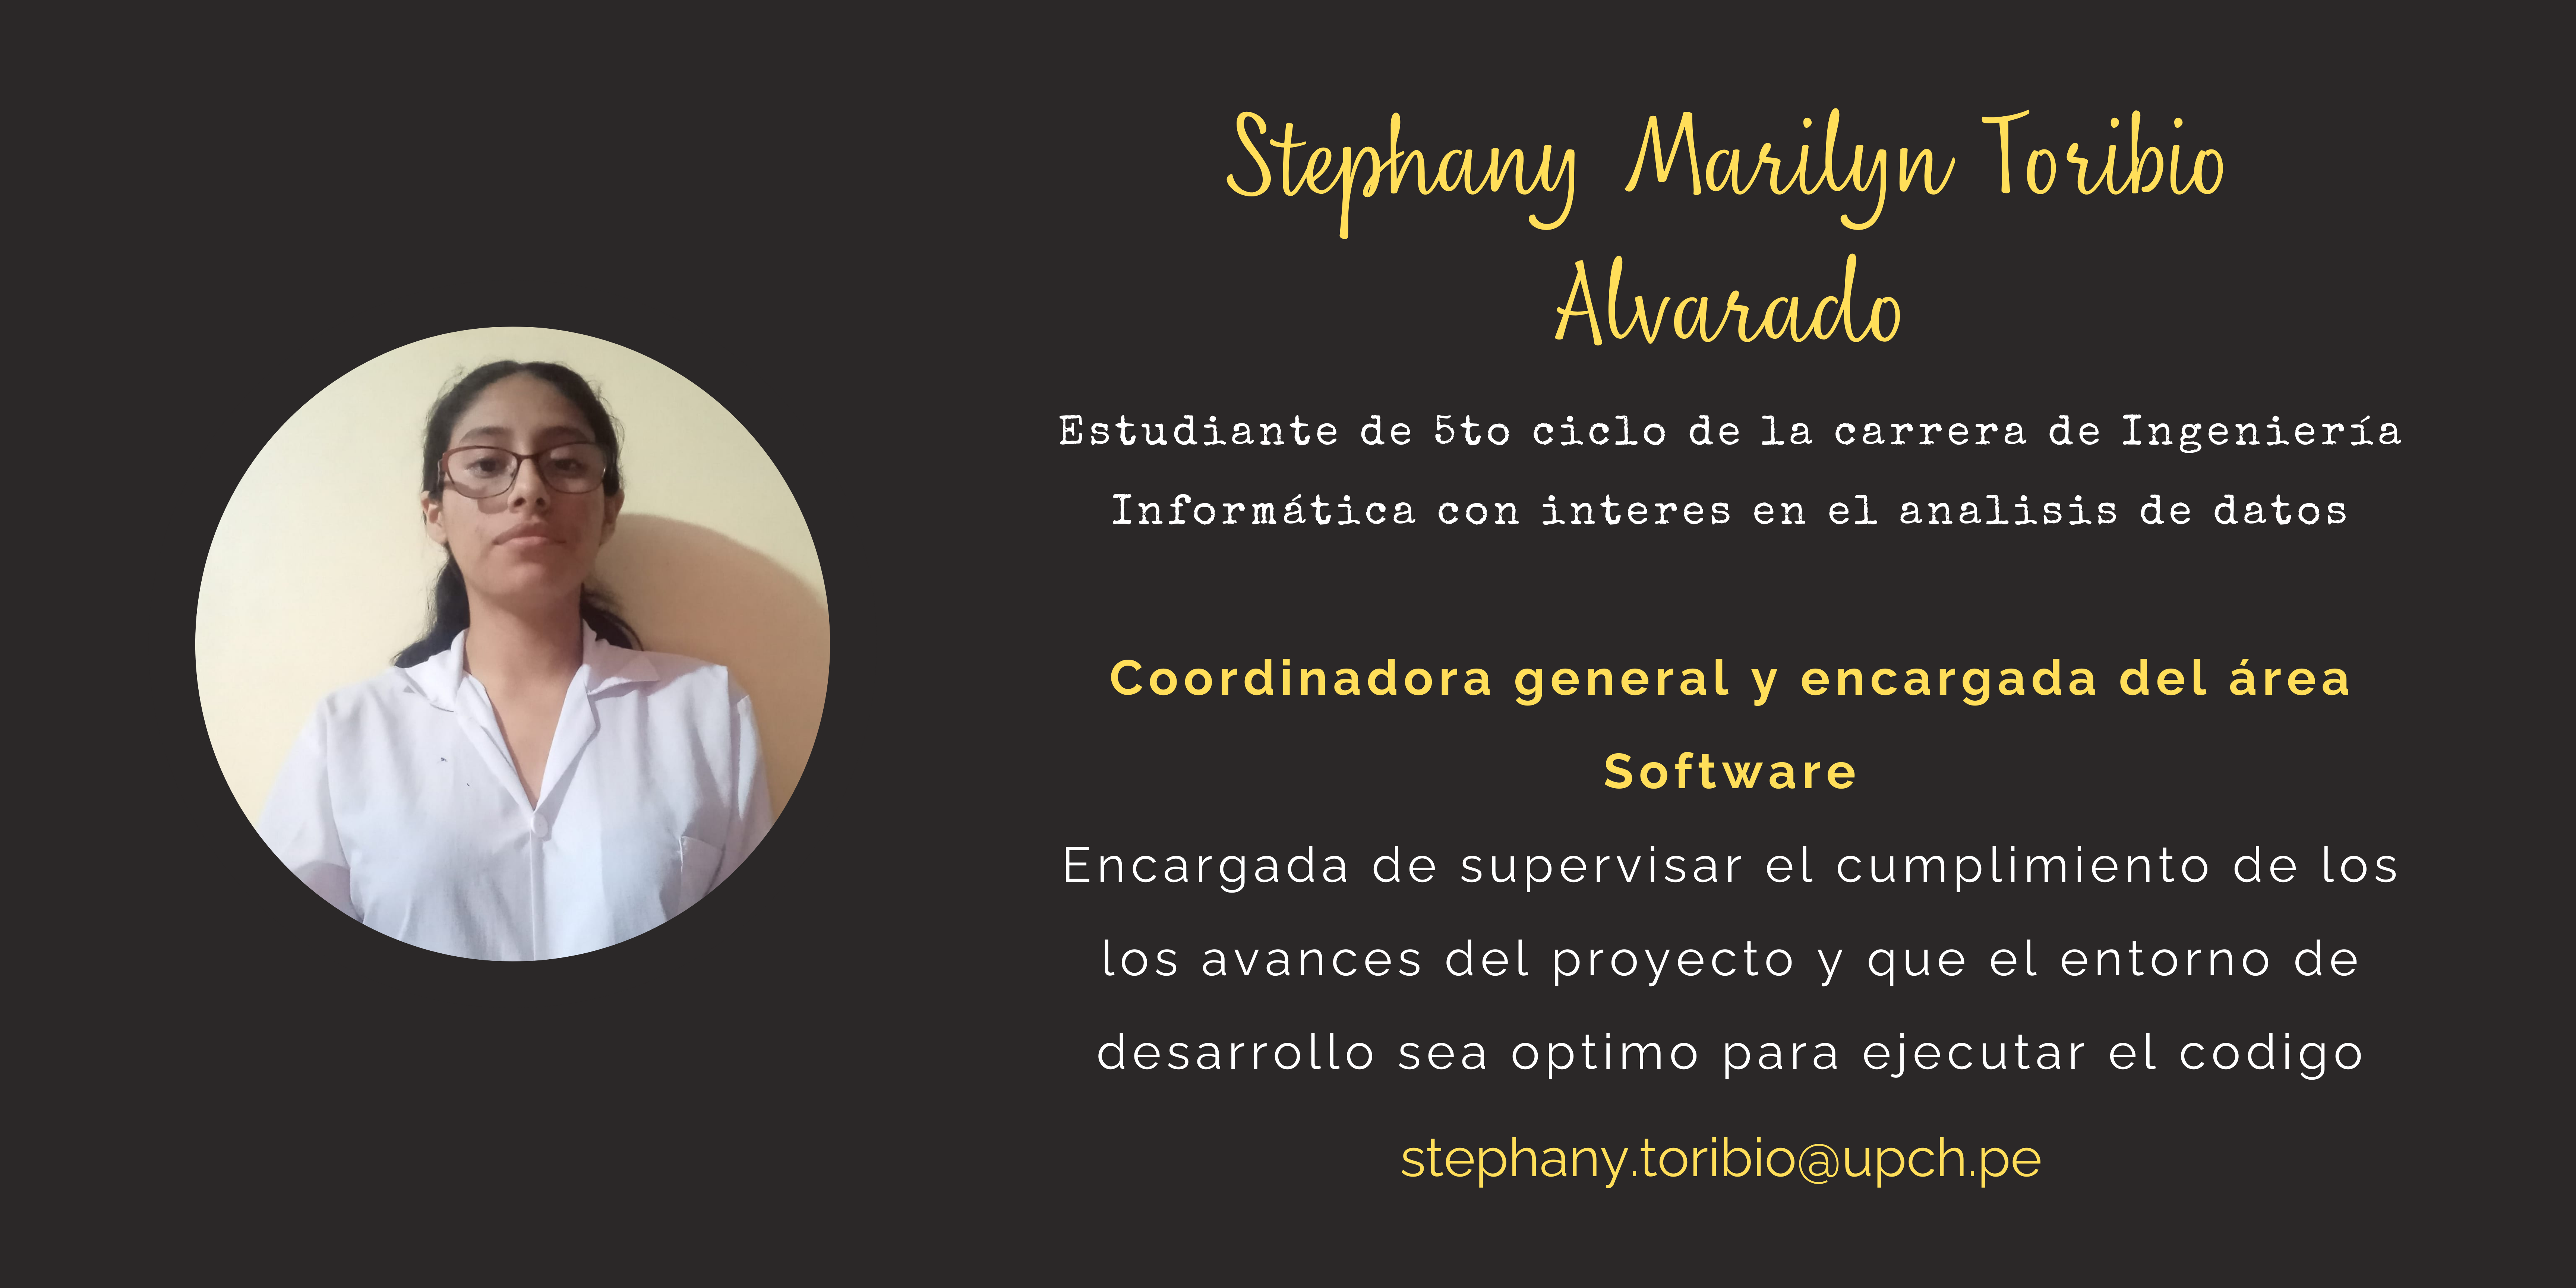 Stephany Marilyn Toribio
Alvarado
Estudiante de 5to ciclo de la carrera de Ingeniería
Informática con interes en el analisis de datos
Coordinadora general y encargada del área
Software
Encargada de supervisar el cumplimiento de los
los avances del proyecto y que el entorno de
desarrollo sea optimo para ejecutar el codigo
stephany.toribio@upch.pe